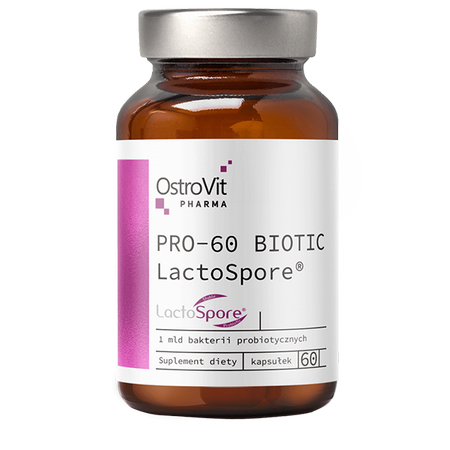 OstroVit
PHARMA
PRO-60 BIOTIC
LactoSpore®
LactoSpore®
1 mld bakterii probiotycznych
Suplement diety kapsułek 60